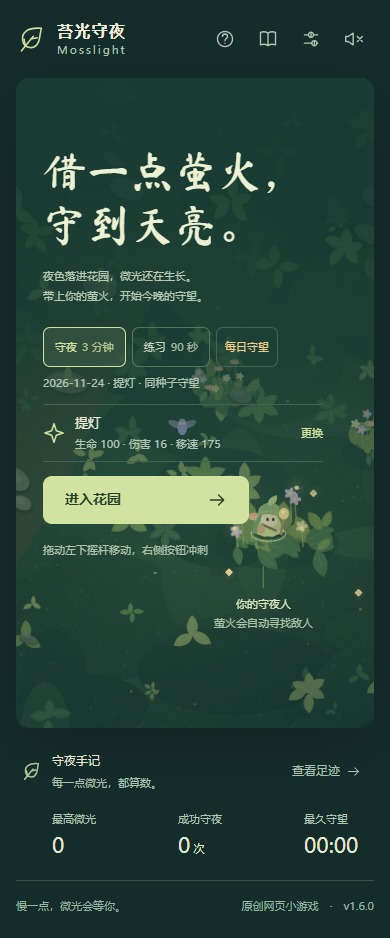 苔光守夜
Mosslight
借一点萤火，
守到天亮。
夜色落进花园，微光还在生长。
带上你的萤火，开始今晚的守望。
守夜 3 分钟
练习 90 秒
每日守望
2026-11-24 · 提灯 · 同种子守望
提灯
生命 100 · 伤害 16 · 移速 175
更换
进入花园
拖动左下摇杆移动，右侧按钮冲刺
你的守夜人
萤火会自动寻找敌人
守夜手记
每一点微光，都算数。
查看足迹
最高微光
成功守夜
最久守望
0
0 次
00:00
慢一点，微光会等你。
原创网页小游戏 · v1.6.0